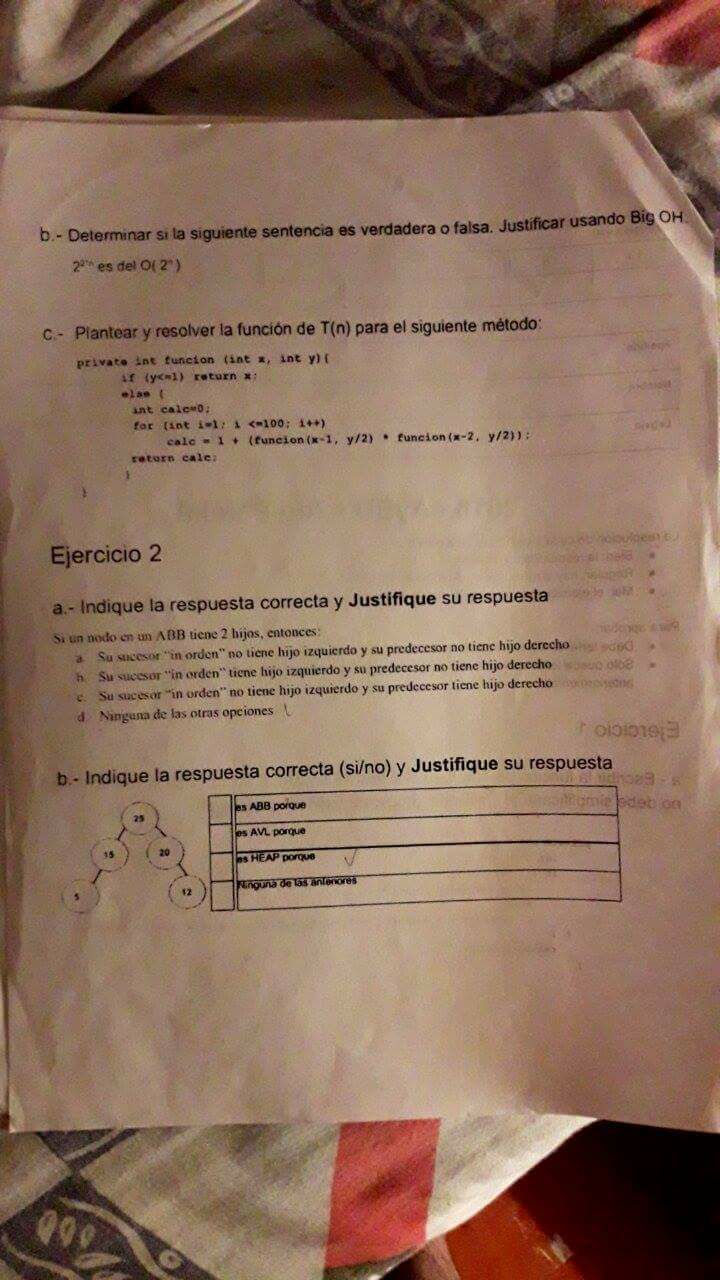 b.- Determinar si la siguiente sentencia es verdadera o falsa. Justificar usando Big OH.
es del O( 2ⁿ )
c.- Plantear y resolver la función de T(n) para el siguiente método:
private int funcion (int x, int y){
if (y<=1) return x;
else {
int calc=0;
for (int i=1; i <=100; i++)
calc = 1 + (funcion(x-1, y/2) * funcion(x-2, y/2));
return calc;
}
}
Ejercicio 2
a.- Indique la respuesta correcta y Justifique su respuesta
Si un nodo en un ABB tiene 2 hijos, entonces:
a. Su sucesor "in orden" no tiene hijo izquierdo y su predecesor no tiene hijo derecho
b. Su sucesor "in orden" tiene hijo izquierdo y su predecesor no tiene hijo derecho
c. Su sucesor "in orden" no tiene hijo izquierdo y su predecesor tiene hijo derecho
d. Ninguna de las otras opciones
b.- Indique la respuesta correcta (si/no) y Justifique su respuesta
25
15 20
5 12
es ABB porque
es AVL porque
es HEAP porque
Ninguna de las anteriores